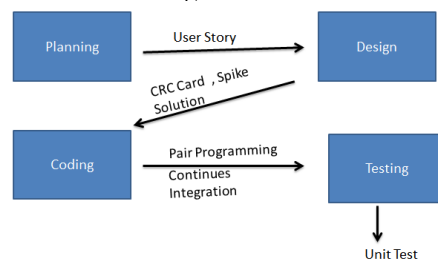 Planning
User Story
Design
CRC Card , Spike
Solution
Coding
Pair Programming
Continues
Integration
Testing
Unit Test